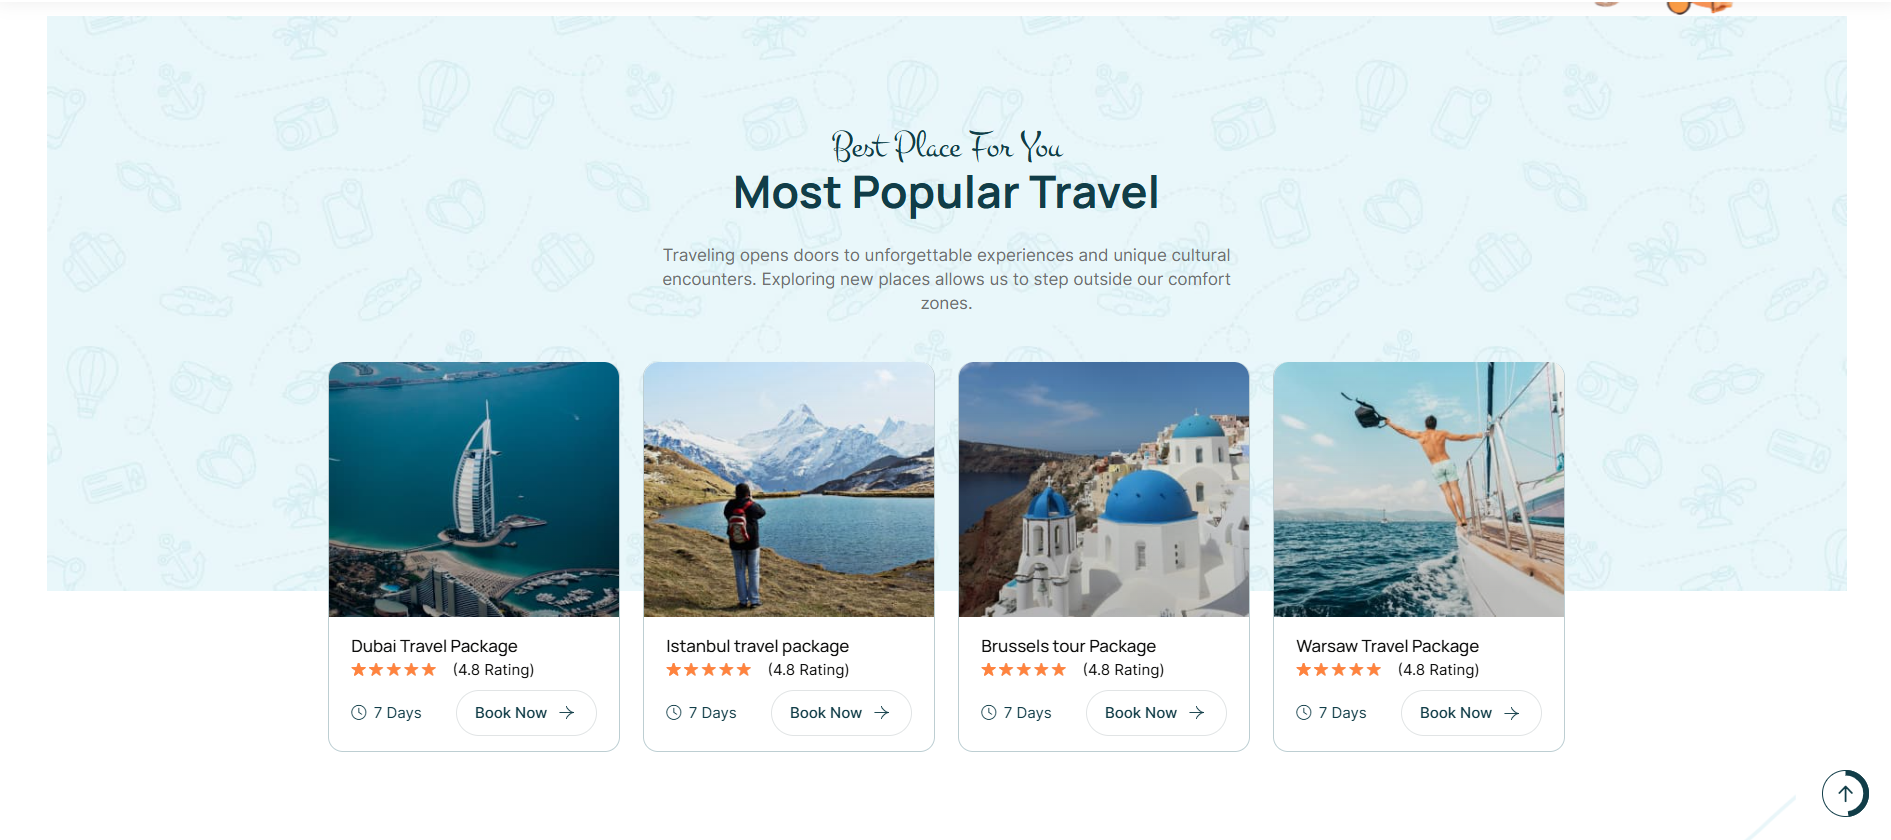 Best Place For You
Most Popular Travel
Traveling opens doors to unforgettable experiences and unique cultural
encounters. Exploring new places allows us to step outside our comfort
zones.
Dubai Travel Package
(4.8 Rating)
7 Days
Book Now
Istanbul travel package
(4.8 Rating)
7 Days
Book Now
Brussels tour Package
(4.8 Rating)
7 Days
Book Now
Warsaw Travel Package
(4.8 Rating)
7 Days
Book Now